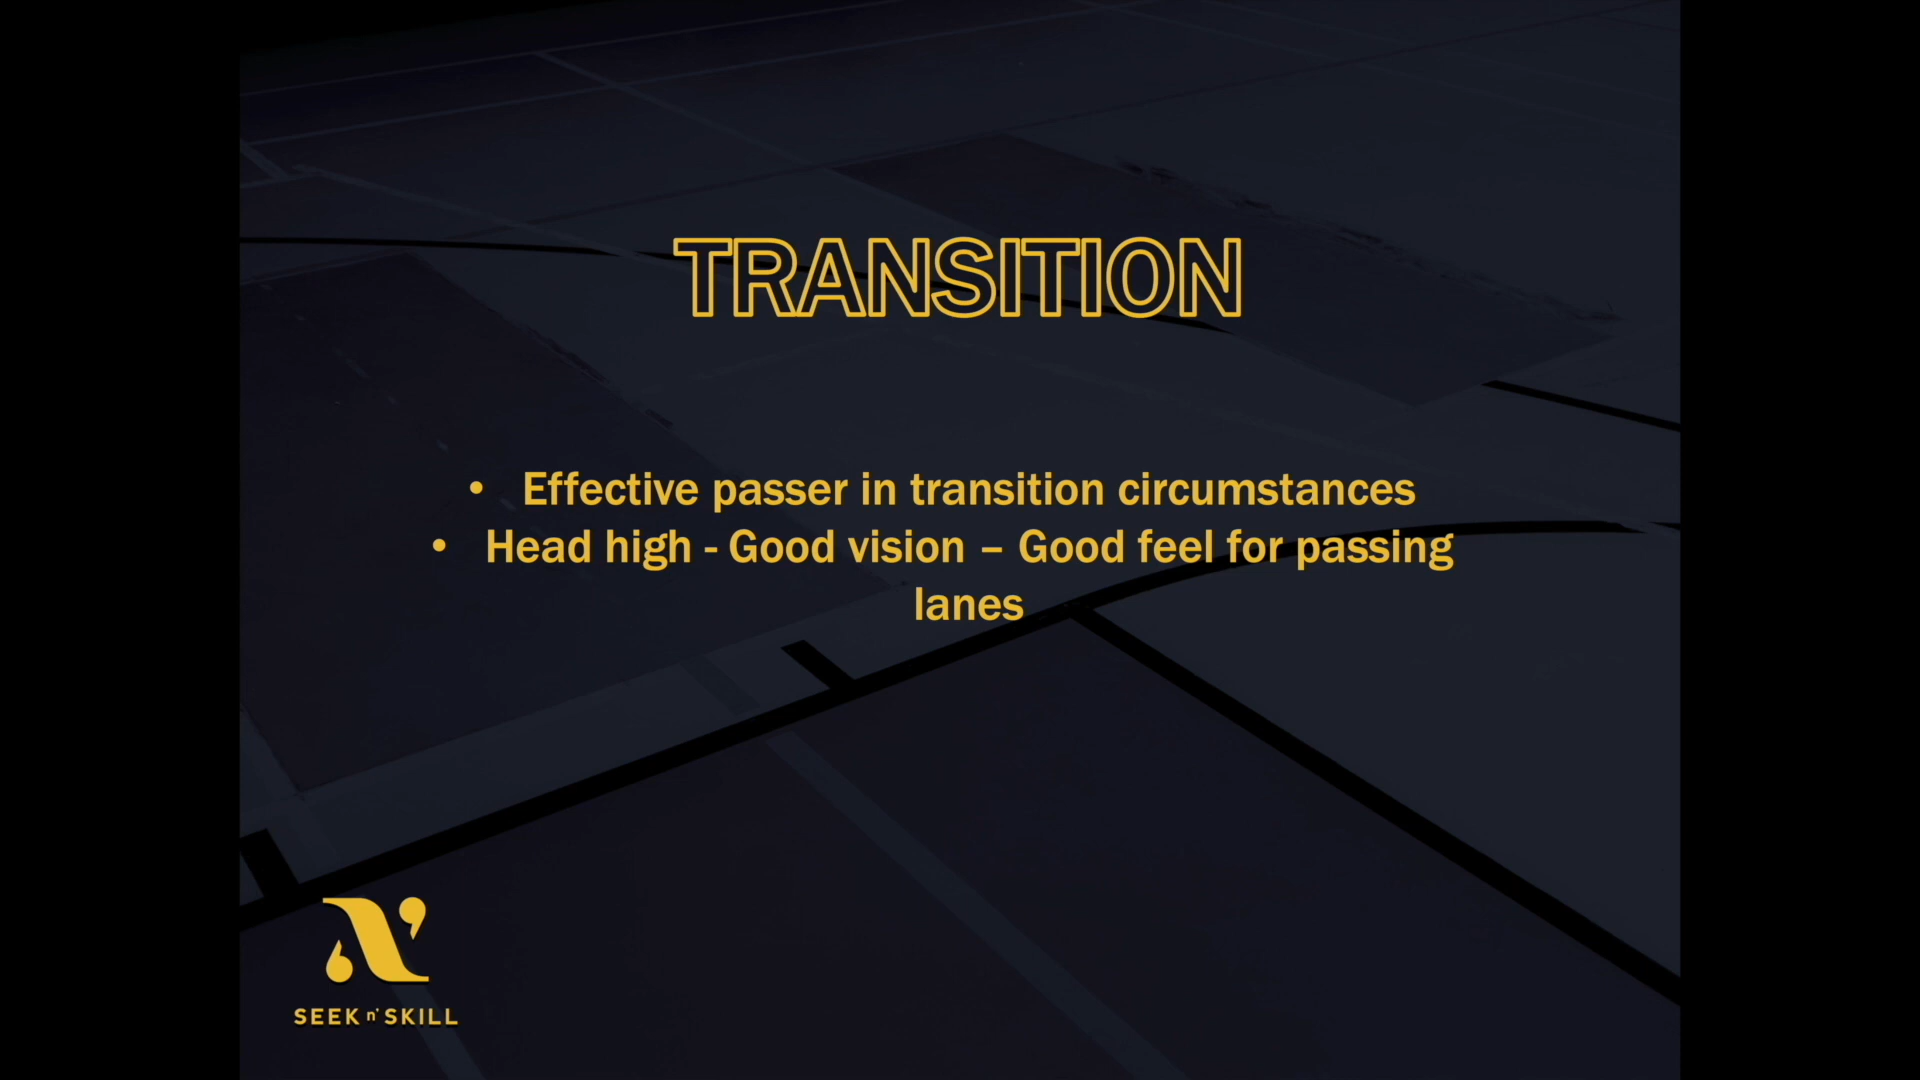 TRANSITION
• Effective passer in transition circumstances
• Head high - Good vision – Good feel for passing
lanes
SEEK n' SKILL